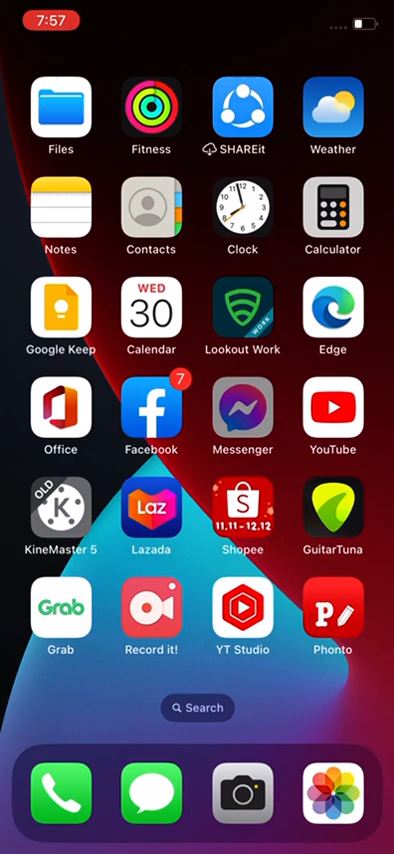 7:57
Files Fitness SHAREit Weather
12
Notes Contacts Clock Calculator
WED
30
WORK
Google Keep Calendar Lookout Work Edge
7
Office Facebook Messenger YouTube
OLD
K Laz S
11.11 - 12.12
KineMaster 5 Lazada Shopee GuitarTuna
Grab P
Grab Record it! YT Studio Phonto
Search